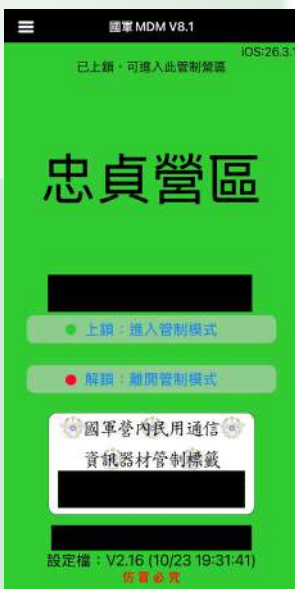 國軍 MDM V8.1
iOS:26.3.1
已上鎖，可進入此管制營區
忠貞營區
上鎖：進入管制模式
解鎖：離開管制模式
國軍營內民用通信
資訊器材管制標籤
設定檔：V2.16 (10/23 19:31:41)
仿冒必究